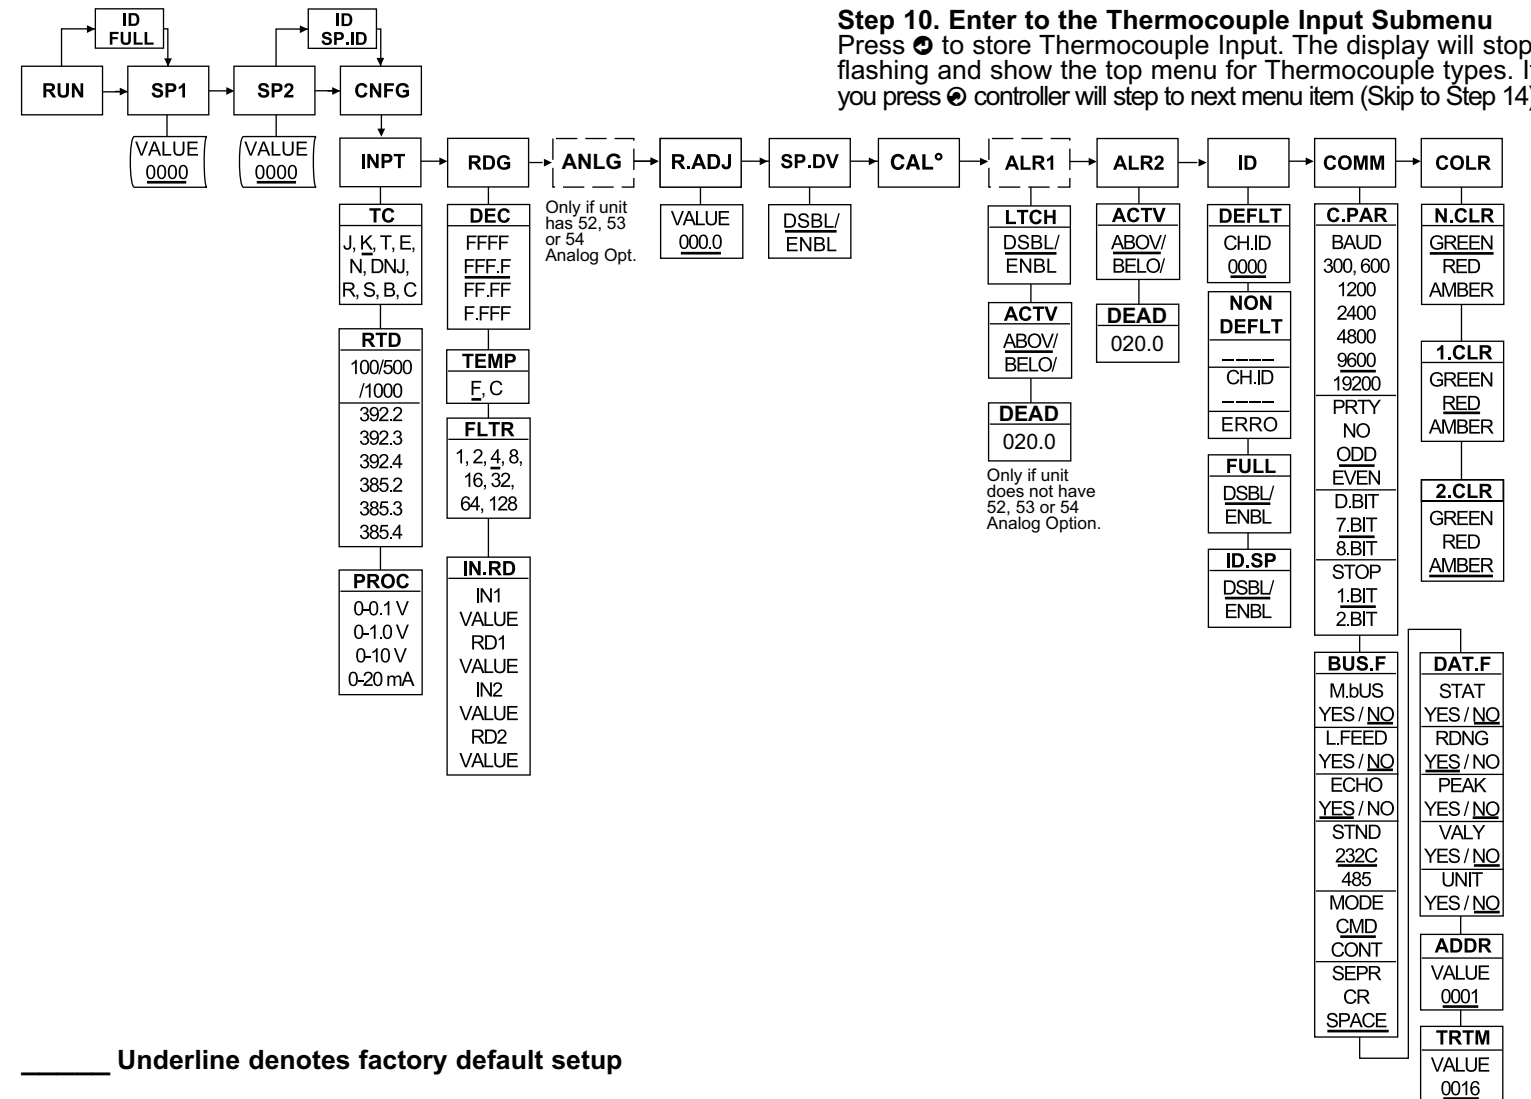 ID
FULL
ID
SP.ID
RUN
SP1
SP2
CNFG
VALUE
0000
VALUE
0000
Step 10. Enter to the Thermocouple Input Submenu
Press to store Thermocouple Input. The display will stop
flashing and show the top menu for Thermocouple types. If
you press controller will step to next menu item (Skip to Step 14)
INPT
RDG
ANLG
R.ADJ
SP.DV
CAL°
ALR1
ALR2
ID
COMM
COLR
TC
J, K, T, E,
N, DNJ,
R, S, B, C
RTD
100/500
/1000
392.2
392.3
392.4
385.2
385.3
385.4
PROC
0-0.1 V
0-1.0 V
0-10 V
0-20 mA
DEC
FFFF
FFF.F
FF.FF
F.FFF
TEMP
F, C
FLTR
1, 2, 4, 8,
16, 32,
64, 128
IN.RD
IN1
VALUE
RD1
VALUE
IN2
VALUE
RD2
VALUE
Only if unit
has 52, 53
or 54
Analog Opt.
VALUE
000.0
DSBL/
ENBL
LTCH
DSBL/
ENBL
ACTV
ABOV/
BELO/
DEAD
020.0
Only if unit
does not have
52, 53 or 54
Analog Option.
ACTV
ABOV/
BELO/
DEAD
020.0
DEFLT
CH.ID
0000
NON
DEFLT
_ _ _ _
CH.ID
_ _ _ _
ERRO
FULL
DSBL/
ENBL
ID.SP
DSBL/
ENBL
C.PAR
BAUD
300, 600
1200
2400
4800
9600
19200
PRTY
NO
ODD
EVEN
D.BIT
7.BIT
8.BIT
STOP
1.BIT
2.BIT
BUS.F
M.bUS
YES / NO
L.FEED
YES / NO
ECHO
YES / NO
STND
232C
485
MODE
CMD
CONT
SEPR
CR
SPACE
N.CLR
GREEN
RED
AMBER
1.CLR
GREEN
RED
AMBER
2.CLR
GREEN
RED
AMBER
DAT.F
STAT
YES / NO
RDNG
YES / NO
PEAK
YES / NO
VALY
YES / NO
UNIT
YES / NO
ADDR
VALUE
0001
TRTM
VALUE
0016
______ Underline denotes factory default setup